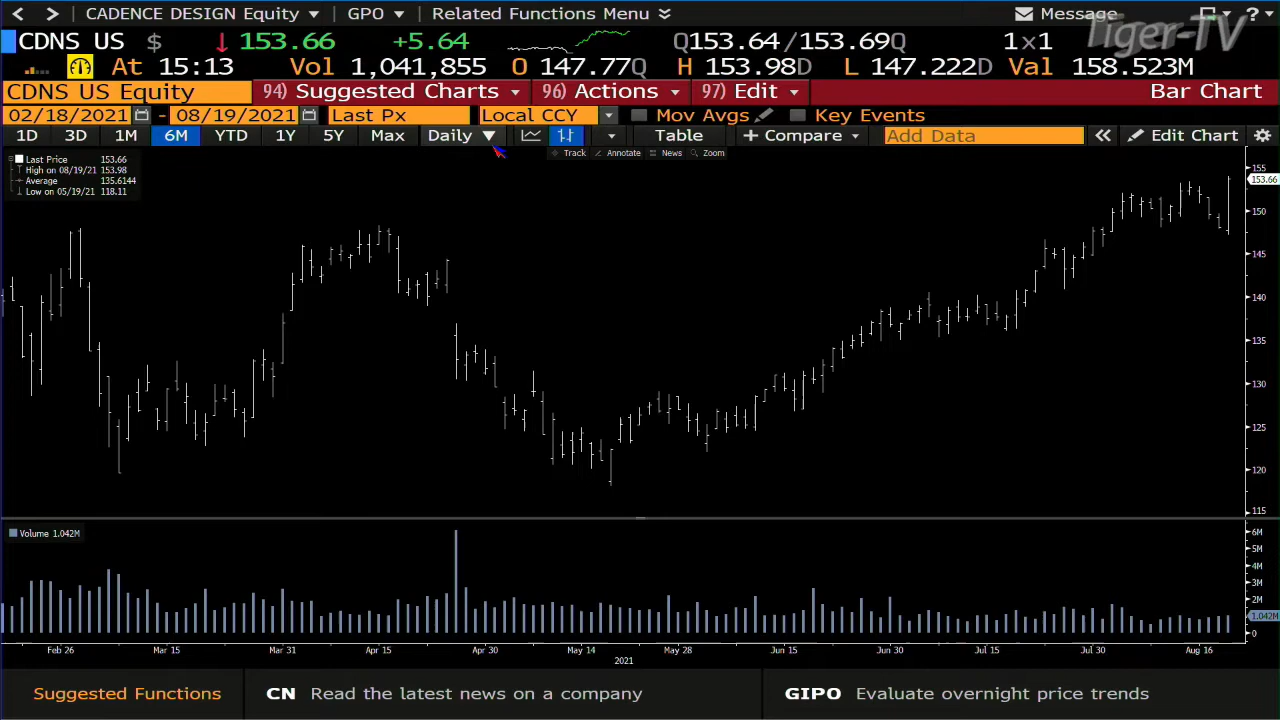 CADENCE DESIGN Equity GPO Related Functions Menu Message ?
Tiger-TV
CDNS US $ 153.66 +5.64 Q153.64/153.69Q 1x1
At 15:13 Vol 1,041,855 O 147.77Q H 153.98D L 147.222D Val 158.523M
CDNS US Equity 94) Suggested Charts 96) Actions 97) Edit Bar Chart
02/18/2021 - 08/19/2021 Last Px Local CCY Mov Avgs Key Events
1D 3D 1M 6M YTD 1Y 5Y Max Daily Table + Compare Add Data Edit Chart
Track Annotate News Zoom
Last Price 153.66
High on 08/19/21 153.98
Average 135.6144
Low on 05/19/21 118.11
155
153.66
150
145
140
135
130
125
120
115
Volume 1.042M
6M
5M
4M
3M
2M
1.042M
0
Feb 26 Mar 15 Mar 31 Apr 15 Apr 30 May 14 May 28 Jun 15 Jun 30 Jul 15 Jul 30 Aug 16
2021
Suggested Functions CN Read the latest news on a company GIPO Evaluate overnight price trends